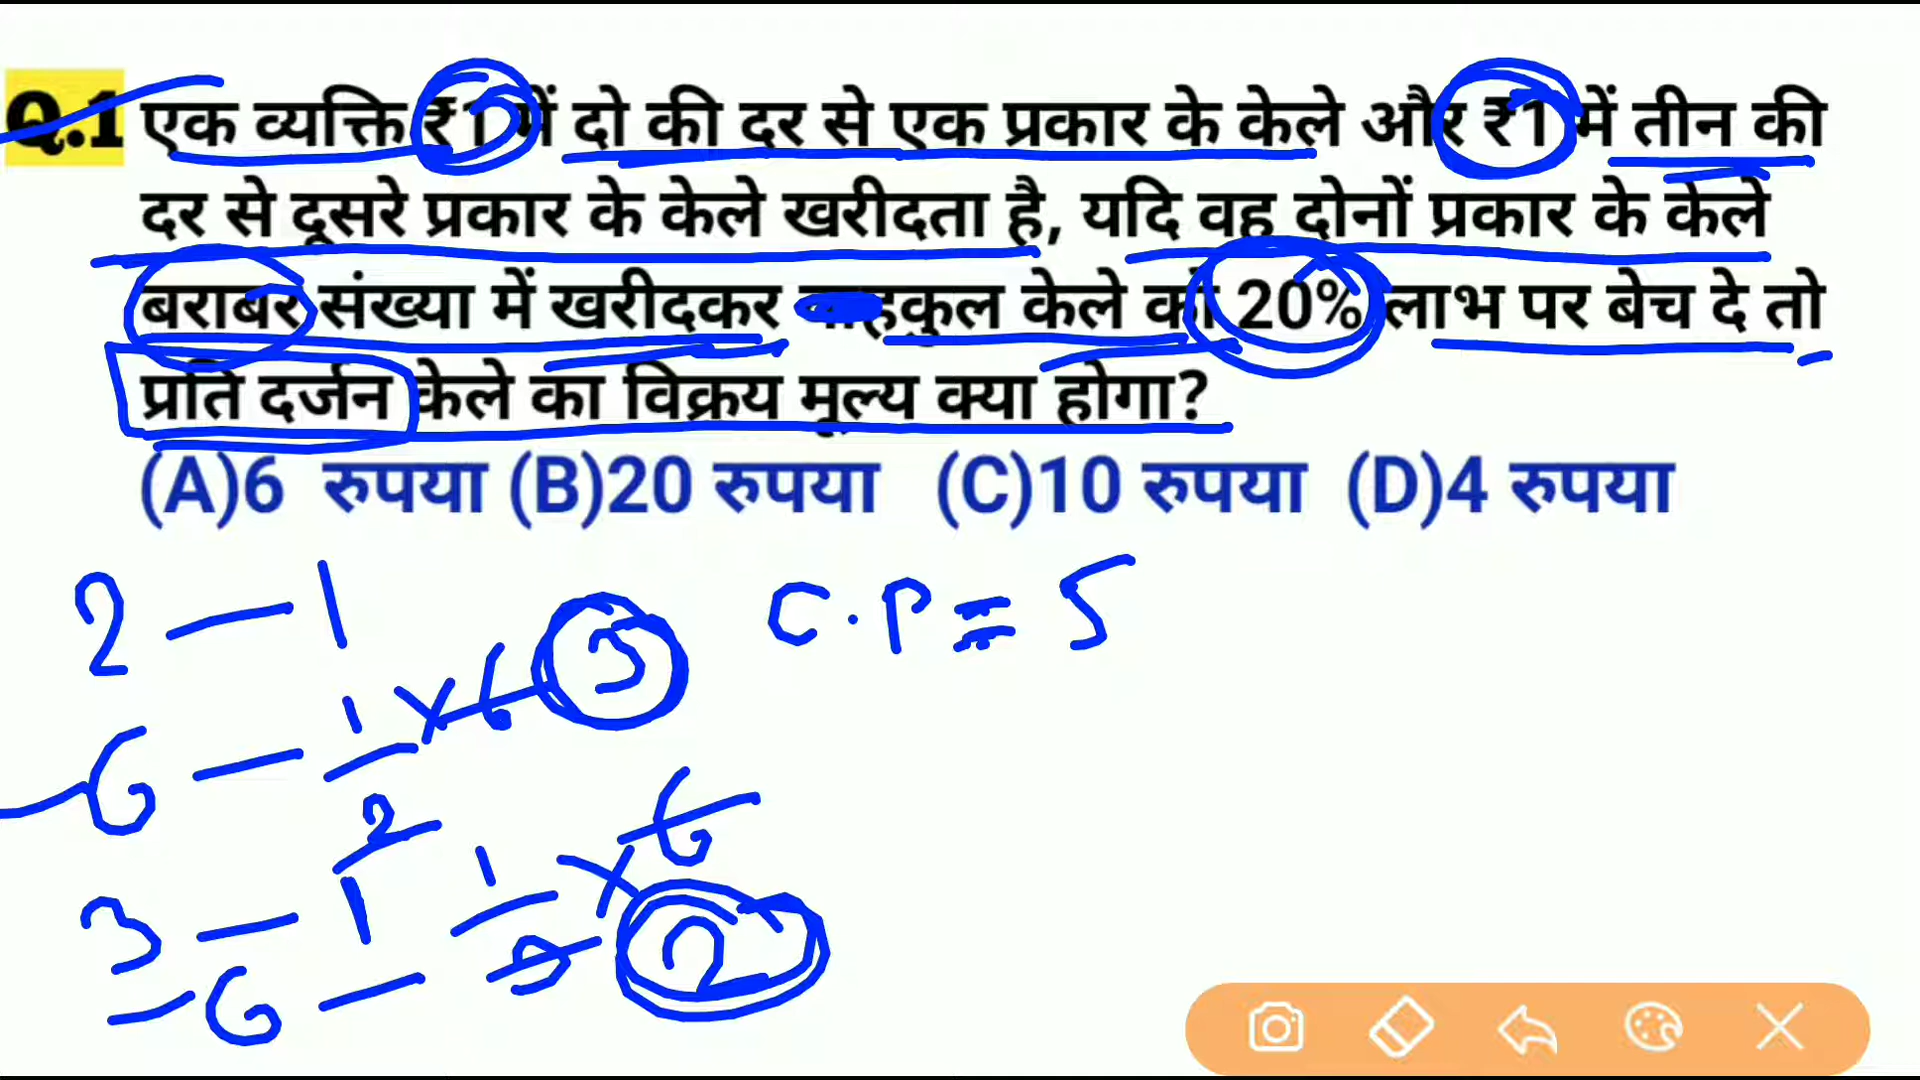 Q.1 एक व्यक्ति ₹1 में दो की दर से एक प्रकार के केले और ₹1 में तीन की
दर से दूसरे प्रकार के केले खरीदता है, यदि वह दोनों प्रकार के केले
बराबर संख्या में खरीदकर कुल केले को 20% लाभ पर बेच दे तो
प्रति दर्जन केले का विक्रय मूल्य क्या होगा?
(A)6 रुपया (B)20 रुपया (C)10 रुपया (D)4 रुपया
2 — 1
C.P = 5
6 — 1/2 × 6 3
3 — 1
6 — 1/3 × 6 2